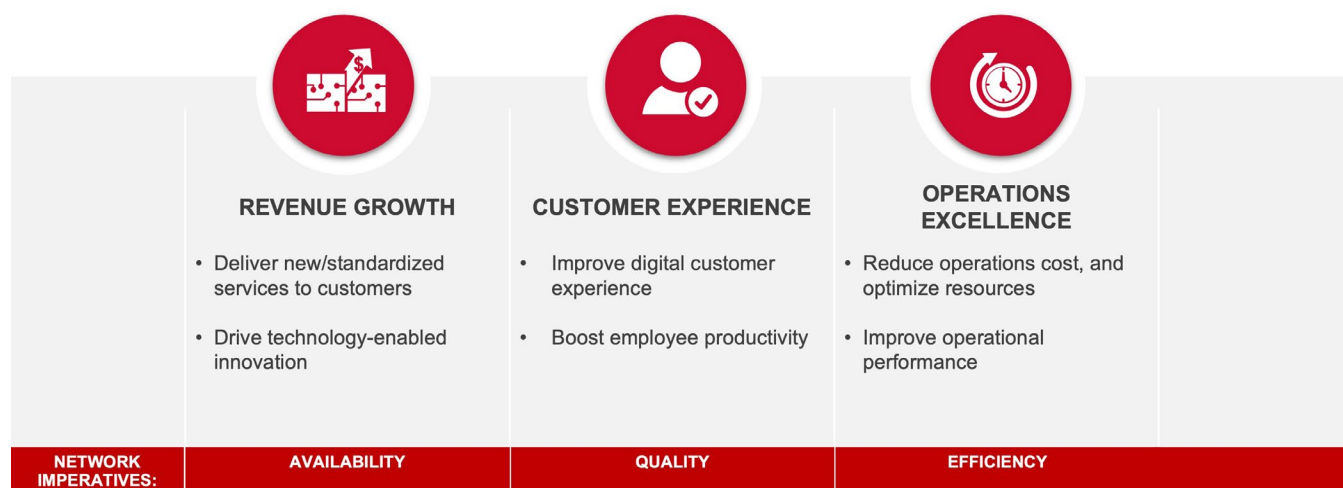 $
REVENUE GROWTH
• Deliver new/standardized
services to customers
• Drive technology-enabled
innovation
CUSTOMER EXPERIENCE
• Improve digital customer
experience
• Boost employee productivity
OPERATIONS
EXCELLENCE
• Reduce operations cost, and
optimize resources
• Improve operational
performance
NETWORK
IMPERATIVES:
AVAILABILITY
QUALITY
EFFICIENCY